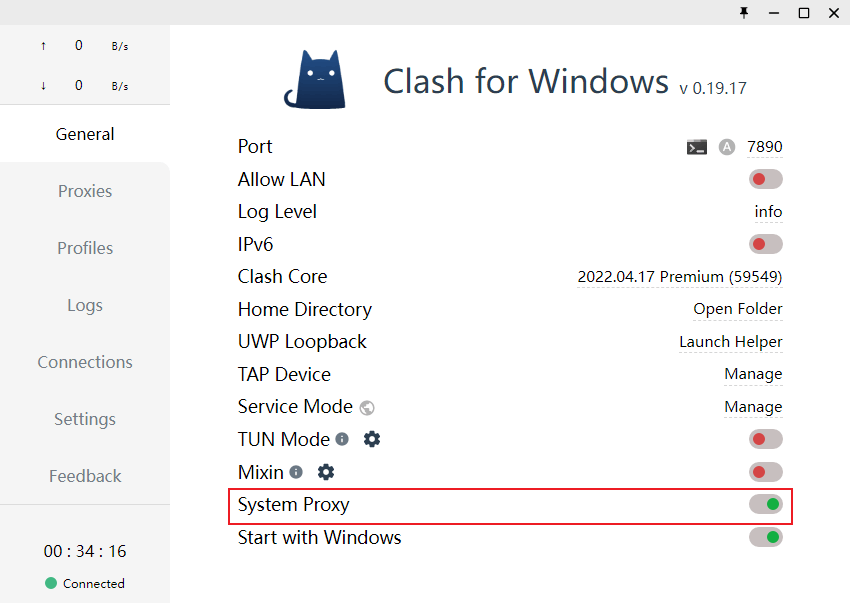 ↑ 0 B/s
↓ 0 B/s
General
Proxies
Profiles
Logs
Connections
Settings
Feedback
00 : 34 : 16
Connected
Clash for Windows v 0.19.17
Port A 7890
Allow LAN
Log Level info
IPv6
Clash Core 2022.04.17 Premium (59549)
Home Directory Open Folder
UWP Loopback Launch Helper
TAP Device Manage
Service Mode Manage
TUN Mode
Mixin
System Proxy
Start with Windows